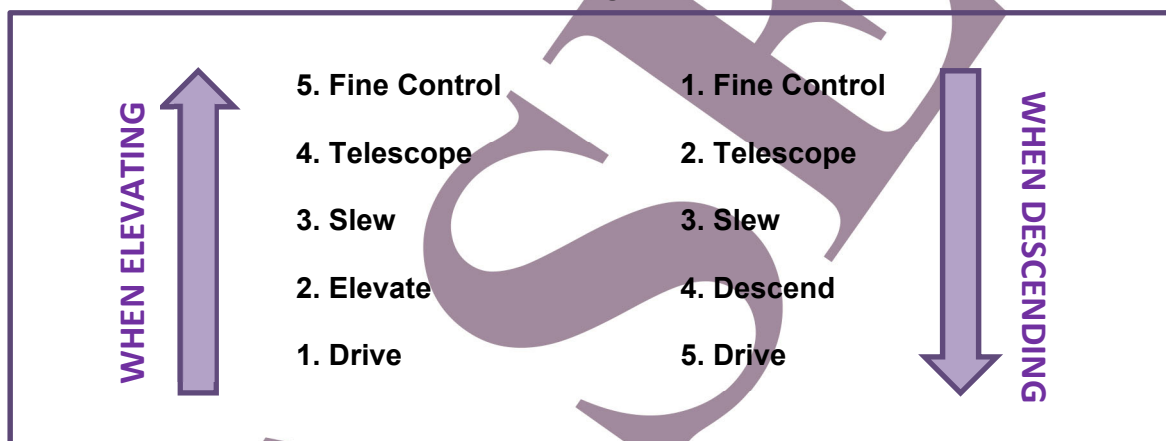 WHEN ELEVATING
5. Fine Control
4. Telescope
3. Slew
2. Elevate
1. Drive
1. Fine Control
2. Telescope
3. Slew
4. Descend
5. Drive
WHEN DESCENDING